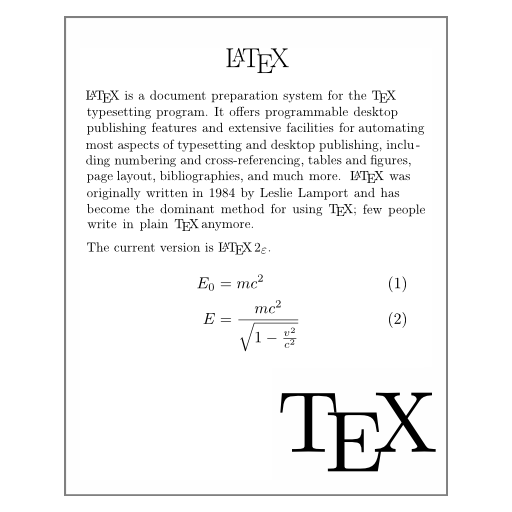 LATEX
LATEX is a document preparation system for the TEX
typesetting program. It offers programmable desktop
publishing features and extensive facilities for automating
most aspects of typesetting and desktop publishing, inclu-
ding numbering and cross-referencing, tables and figures,
page layout, bibliographies, and much more. LATEX was
originally written in 1984 by Leslie Lamport and has
become the dominant method for using TEX; few people
write in plain TEX anymore.
The current version is LATEX 2ε.
E₀ = mc² (1)
E = mc² / √(1 − v²/c²) (2)
TEX